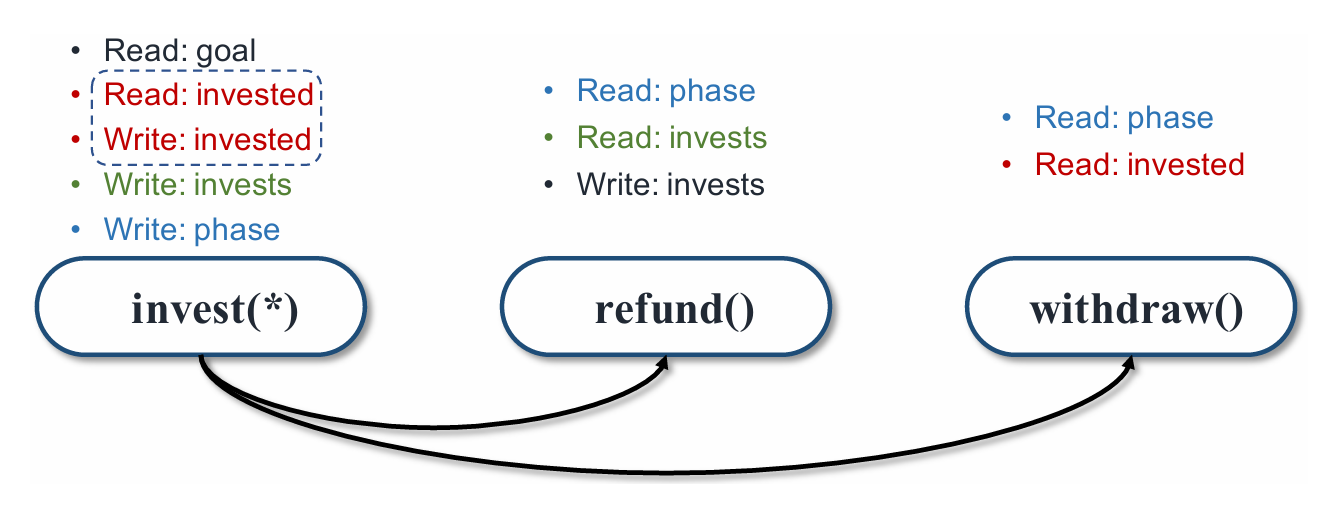 • Read: goal
• Read: invested
• Write: invested
• Write: invests
• Write: phase
invest(*)
• Read: phase
• Read: invests
• Write: invests
refund()
• Read: phase
• Read: invested
withdraw()